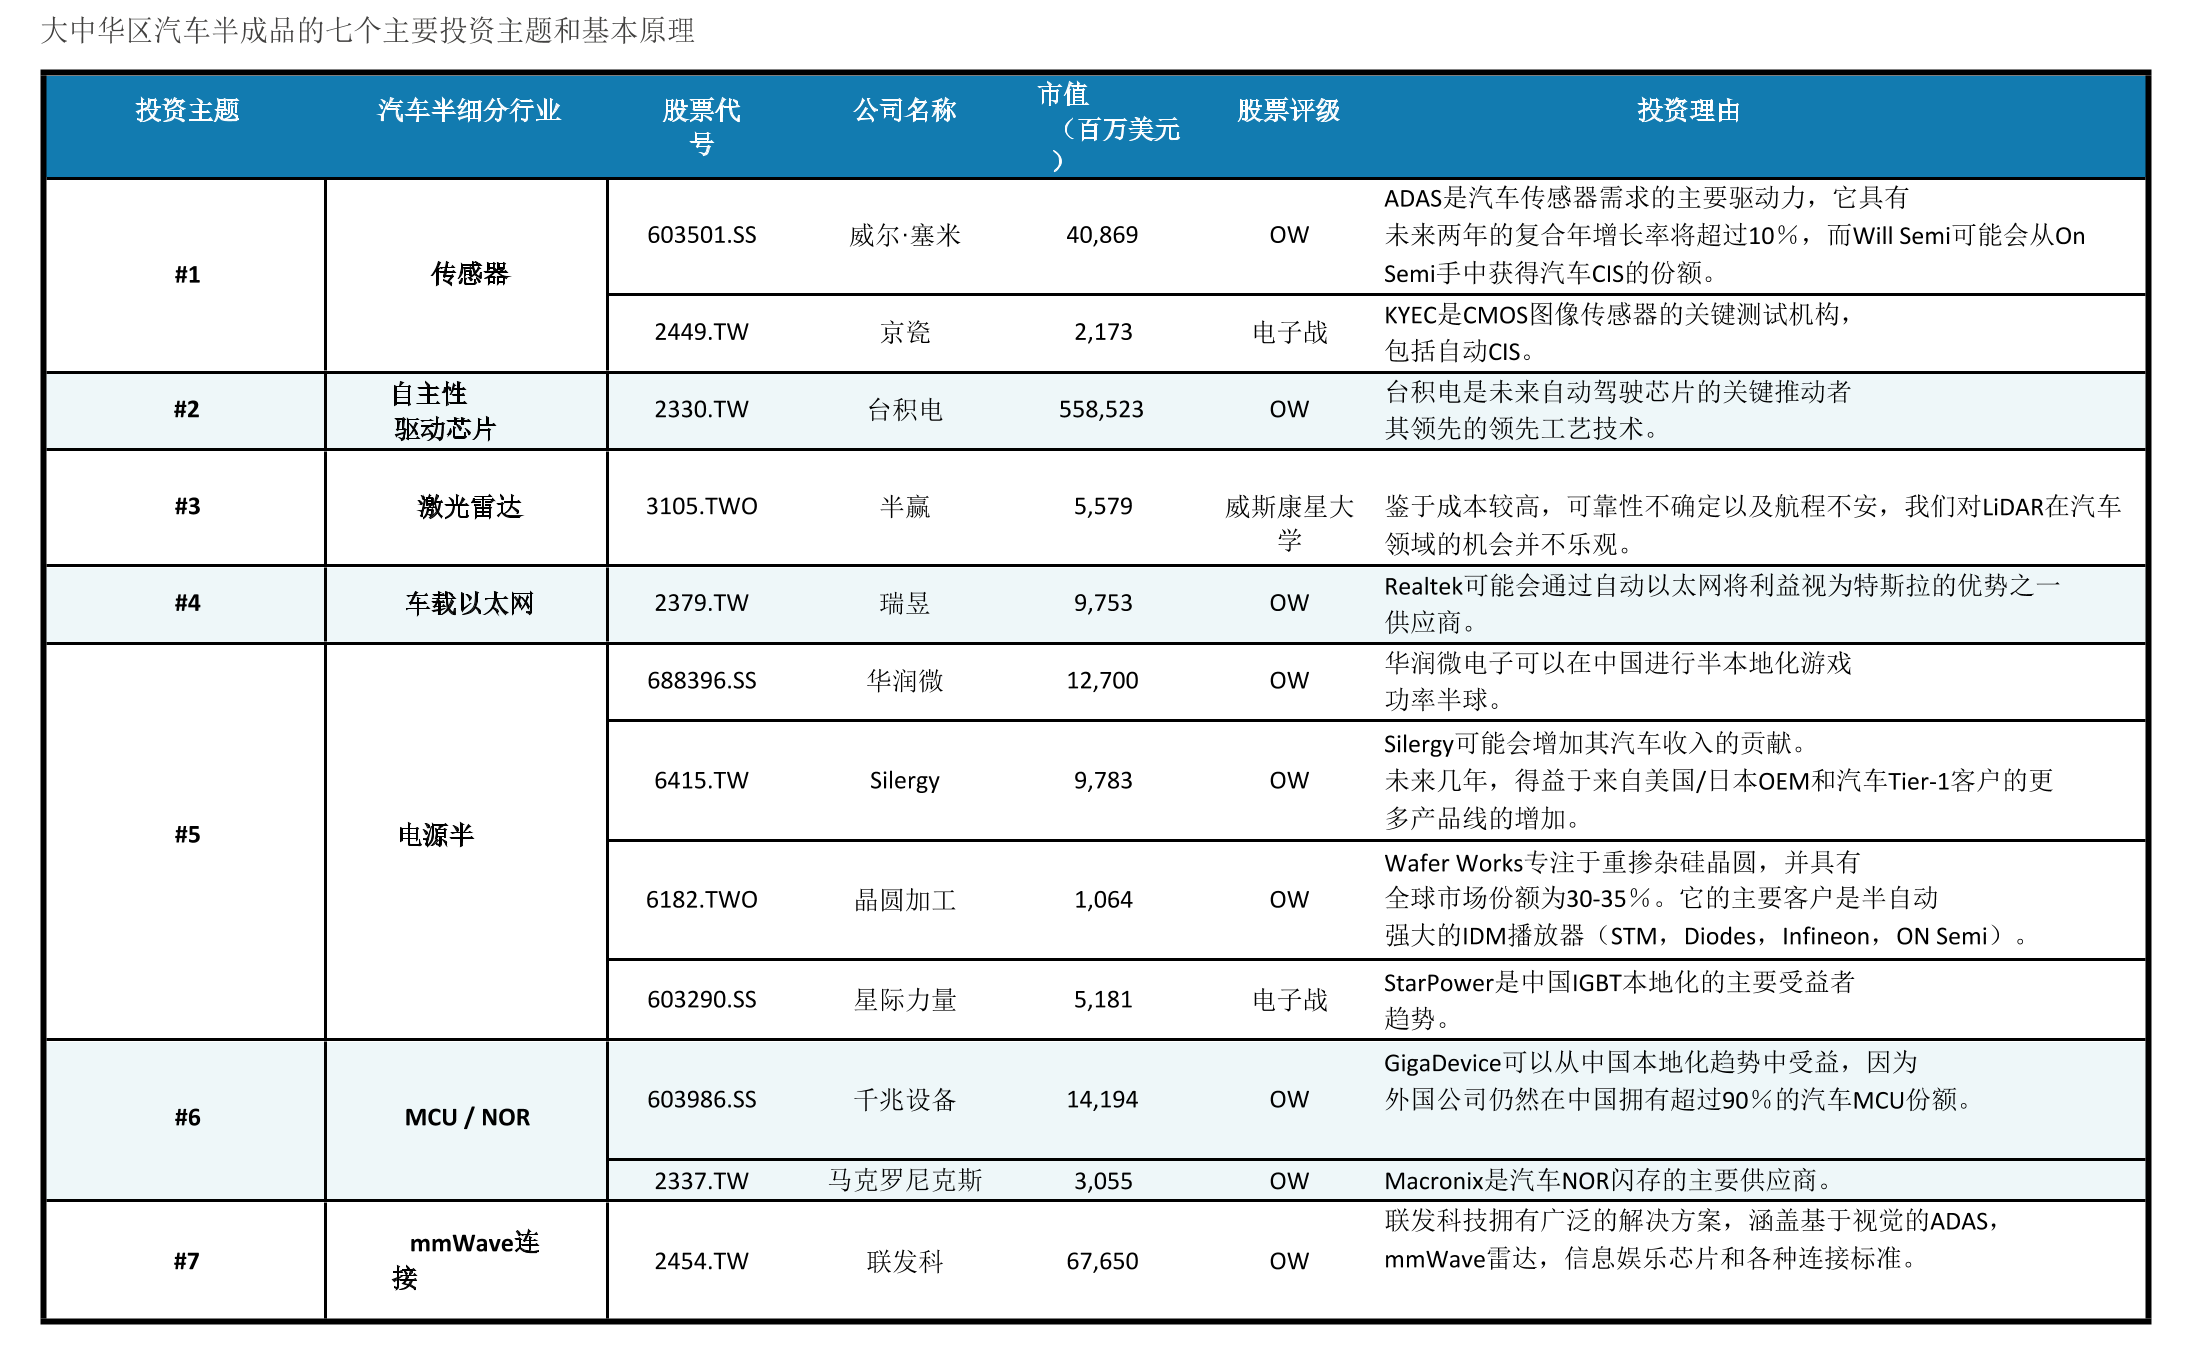 大中华区汽车半成品的七个主要投资主题和基本原理
投资主题
汽车半细分行业
股票代
号
公司名称
市值
（百万美元
）
股票评级
投资理由
#1
传感器
603501.SS
威尔·塞米
40,869
OW
ADAS是汽车传感器需求的主要驱动力，它具有
未来两年的复合年增长率将超过10％，而Will Semi可能会从On
Semi手中获得汽车CIS的份额。
2449.TW
京瓷
2,173
电子战
KYEC是CMOS图像传感器的关键测试机构，
包括自动CIS。
#2
自主性
驱动芯片
2330.TW
台积电
558,523
OW
台积电是未来自动驾驶芯片的关键推动者
其领先的领先工艺技术。
#3
激光雷达
3105.TWO
半赢
5,579
威斯康星大
学
鉴于成本较高，可靠性不确定以及航程不安，我们对LiDAR在汽车
领域的机会并不乐观。
#4
车载以太网
2379.TW
瑞昱
9,753
OW
Realtek可能会通过自动以太网将利益视为特斯拉的优势之一
供应商。
#5
电源半
688396.SS
华润微
12,700
OW
华润微电子可以在中国进行半本地化游戏
功率半球。
6415.TW
Silergy
9,783
OW
Silergy可能会增加其汽车收入的贡献。
未来几年，得益于来自美国/日本OEM和汽车Tier-1客户的更
多产品线的增加。
6182.TWO
晶圆加工
1,064
OW
Wafer Works专注于重掺杂硅晶圆，并具有
全球市场份额为30-35％。它的主要客户是半自动
强大的IDM播放器（STM，Diodes，Infineon，ON Semi）。
603290.SS
星际力量
5,181
电子战
StarPower是中国IGBT本地化的主要受益者
趋势。
#6
MCU / NOR
603986.SS
千兆设备
14,194
OW
GigaDevice可以从中国本地化趋势中受益，因为
外国公司仍然在中国拥有超过90％的汽车MCU份额。
2337.TW
马克罗尼克斯
3,055
OW
Macronix是汽车NOR闪存的主要供应商。
#7
mmWave连
接
2454.TW
联发科
67,650
OW
联发科技拥有广泛的解决方案，涵盖基于视觉的ADAS，
mmWave雷达，信息娱乐芯片和各种连接标准。